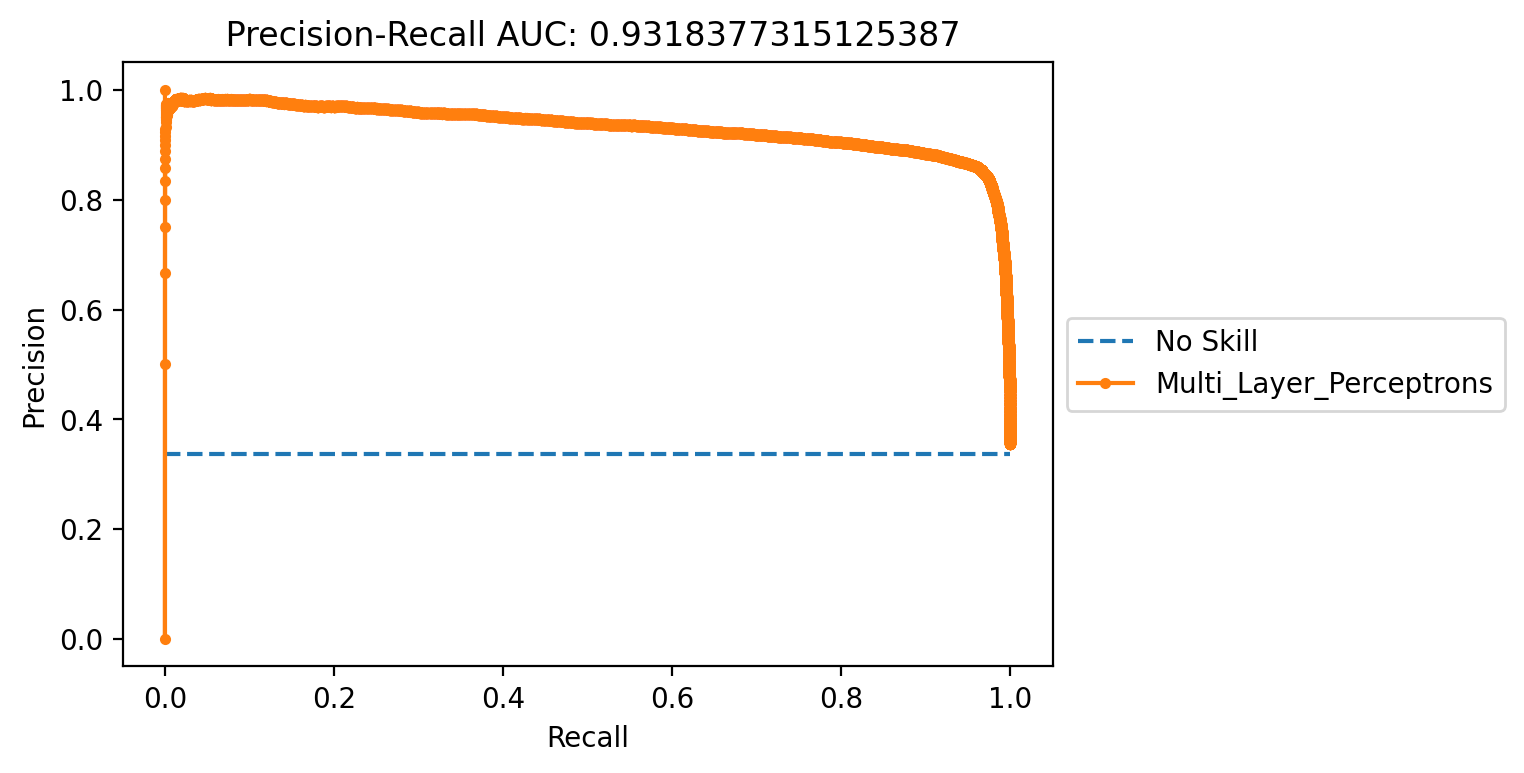 Precision-Recall AUC: 0.9318377315125387
1.0
0.8
0.6
0.4
0.2
0.0
Precision
0.0 0.2 0.4 0.6 0.8 1.0
Recall
No Skill
Multi_Layer_Perceptrons